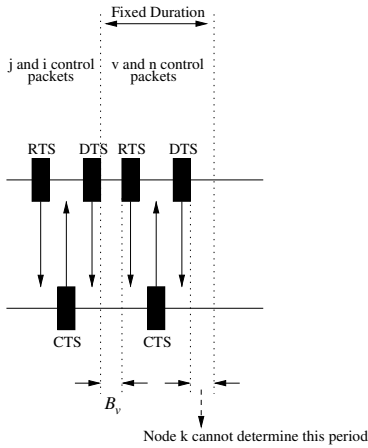 Fixed Duration
j and i control
packets
v and n control
packets
RTS
DTS
RTS
DTS
CTS
CTS
Bv
Node k cannot determine this period